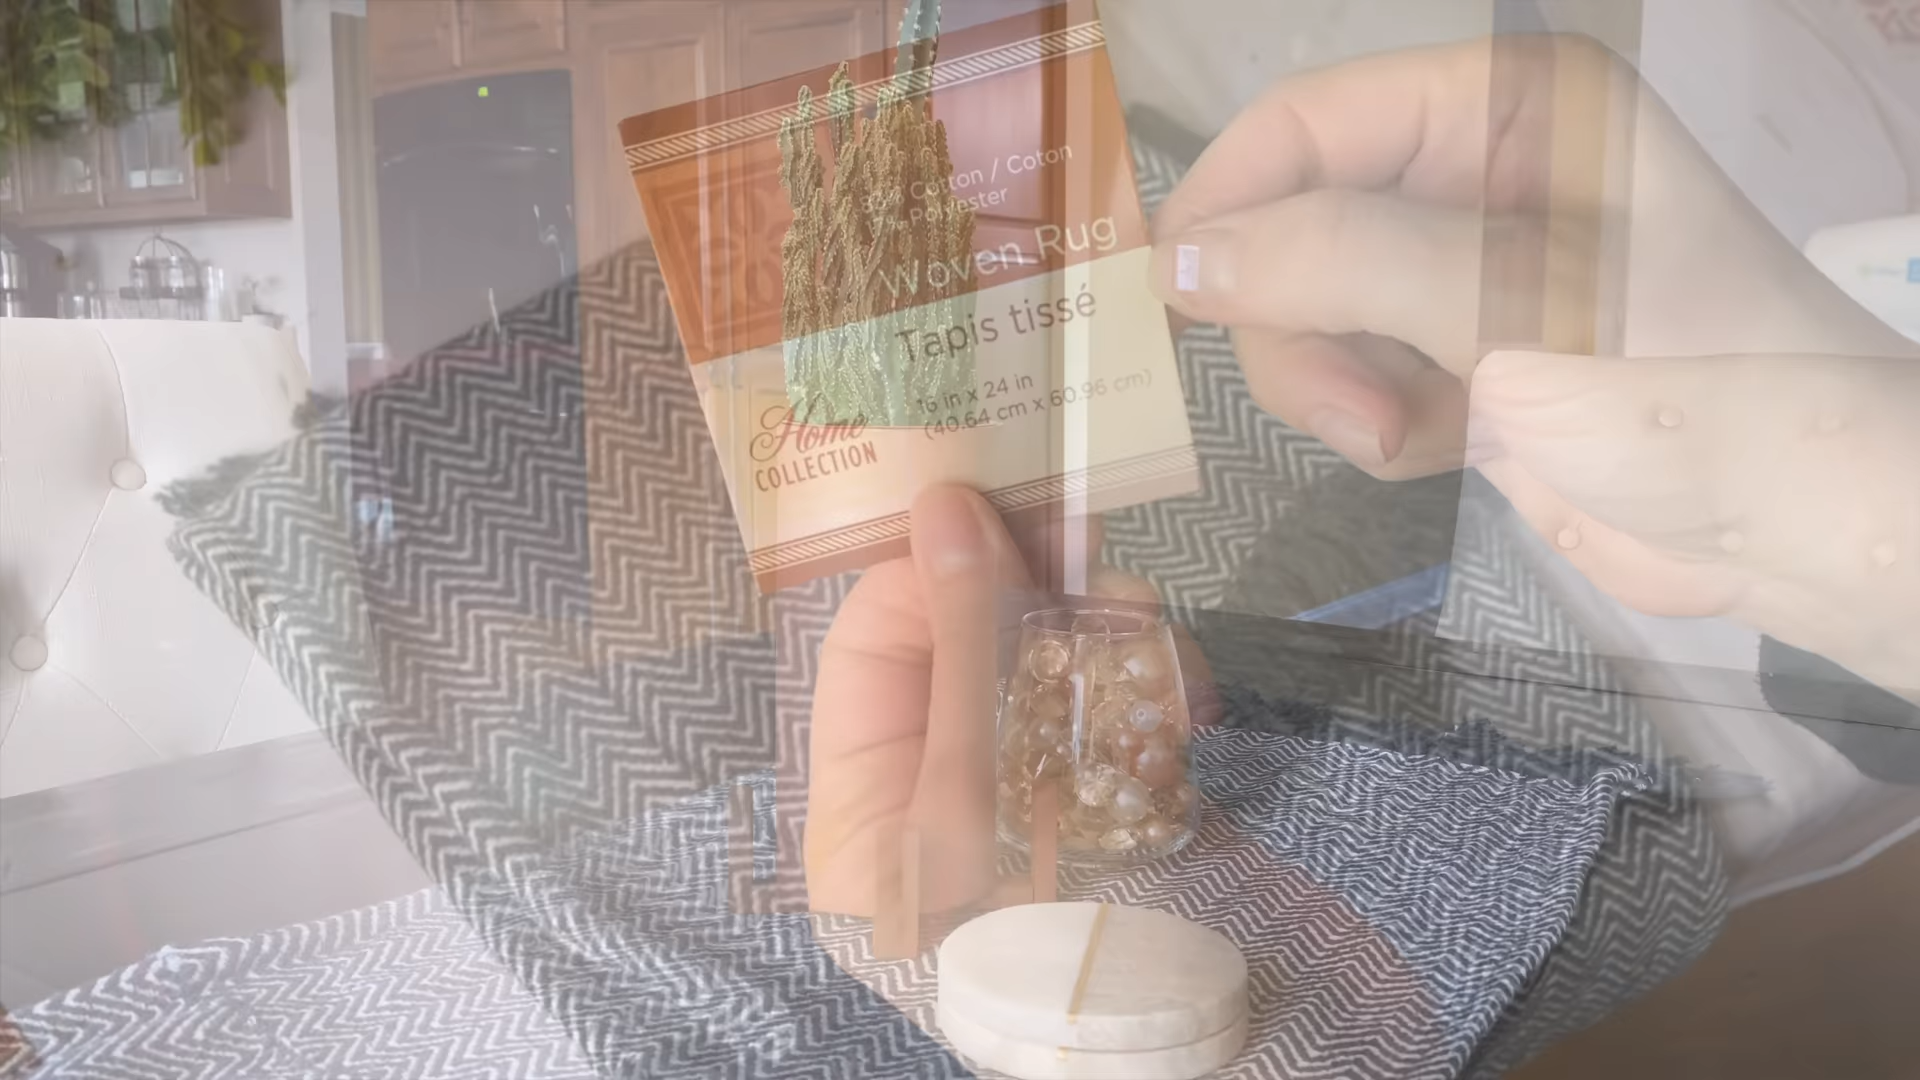 Cotton / Coton
Polyester
Woven Rug
Tapis tissé
16 in x 24 in
(40.64 cm x 60.96 cm)
Home
COLLECTION